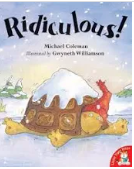 Ridiculous!
Michael Coleman
Illustrated by Gwyneth Williamson